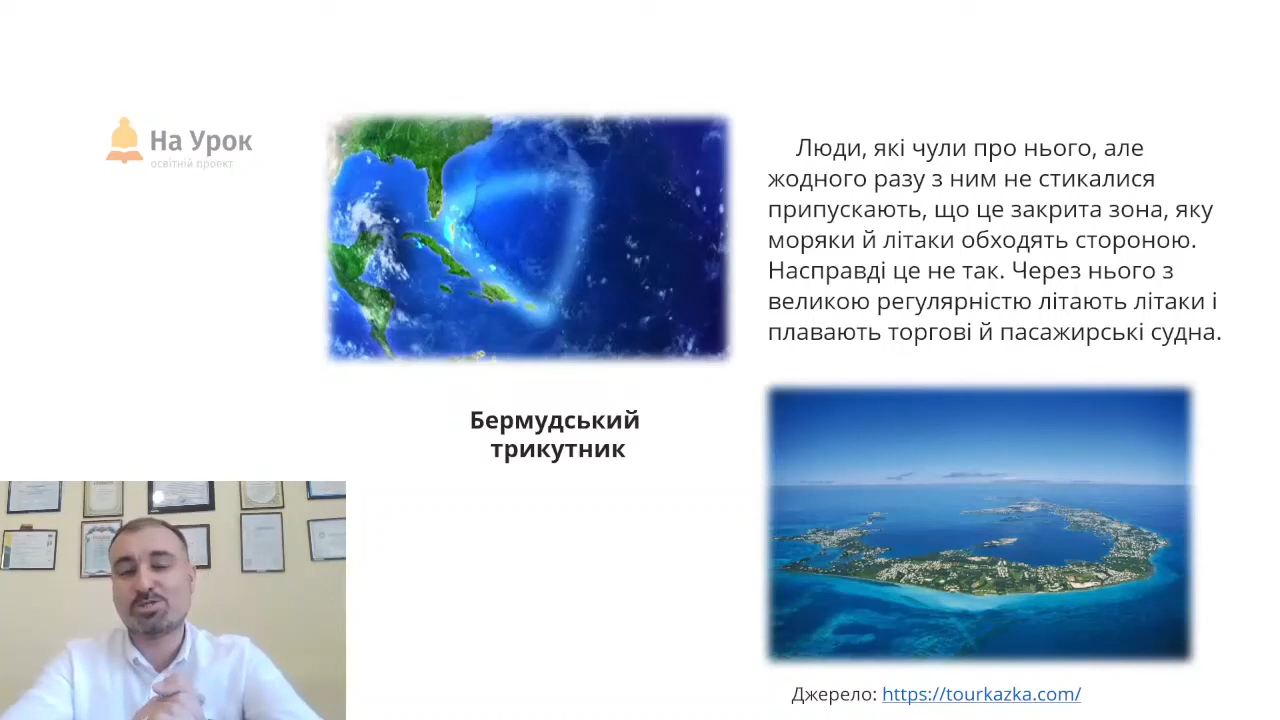 На Урок
освітній проект
Люди, які чули про нього, але
жодного разу з ним не стикалися
припускають, що це закрита зона, яку
моряки й літаки обходять стороною.
Насправді це не так. Через нього з
великою регулярністю літають літаки і
плавають торгові й пасажирські судна.
Бермудський
трикутник
Джерело: https://tourkazka.com/